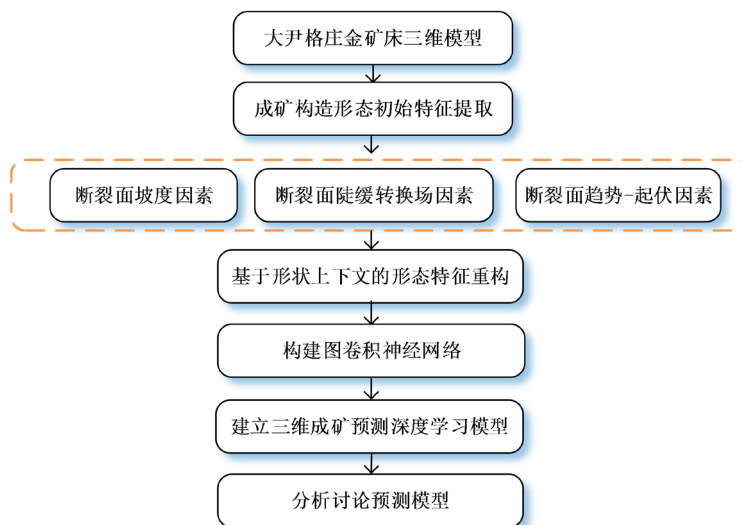 大尹格庄金矿床三维模型
成矿构造形态初始特征提取
断裂面坡度因素
断裂面陡缓转换场因素
断裂面趋势-起伏因素
基于形状上下文的形态特征重构
构建图卷积神经网络
建立三维成矿预测深度学习模型
分析讨论预测模型